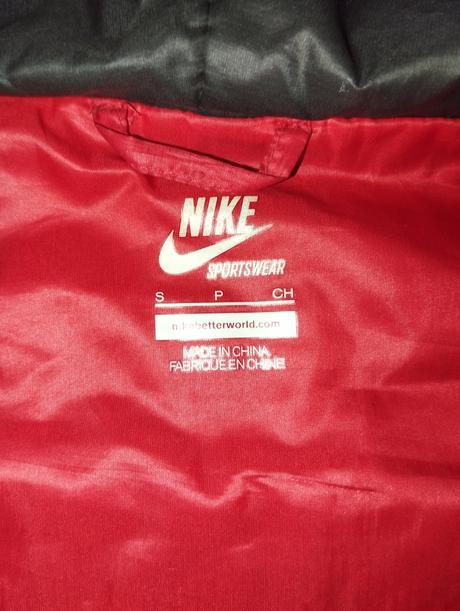 NIKE
SPORTSWEAR
S P CH
nikebetterworld.com
MADE IN CHINA
FABRIQUE EN CHINE